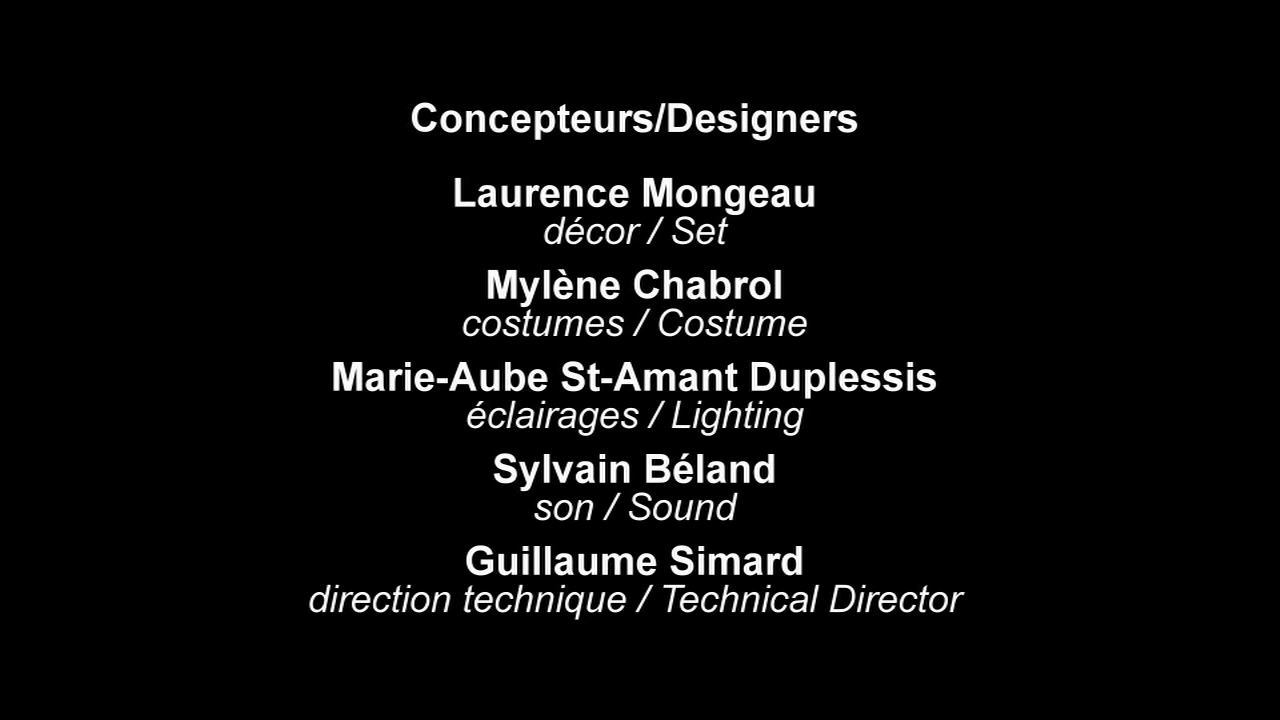 Concepteurs/Designers
Laurence Mongeau
décor / Set
Mylène Chabrol
costumes / Costume
Marie-Aube St-Amant Duplessis
éclairages / Lighting
Sylvain Béland
son / Sound
Guillaume Simard
direction technique / Technical Director